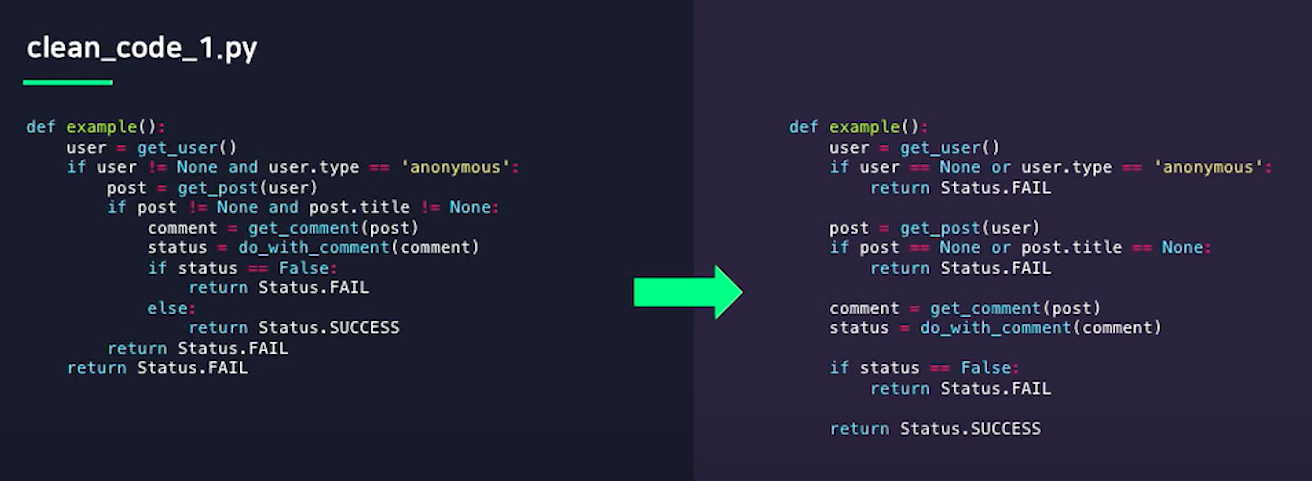 clean_code_1.py
def example():
    user = get_user()
    if user != None and user.type == 'anonymous':
        post = get_post(user)
        if post != None and post.title != None:
            comment = get_comment(post)
            status = do_with_comment(comment)
            if status == False:
                return Status.FAIL
            else:
                return Status.SUCCESS
        return Status.FAIL
    return Status.FAIL
def example():
    user = get_user()
    if user == None or user.type == 'anonymous':
        return Status.FAIL
    post = get_post(user)
    if post == None or post.title == None:
        return Status.FAIL
    comment = get_comment(post)
    status = do_with_comment(comment)
    if status == False:
        return Status.FAIL
    return Status.SUCCESS